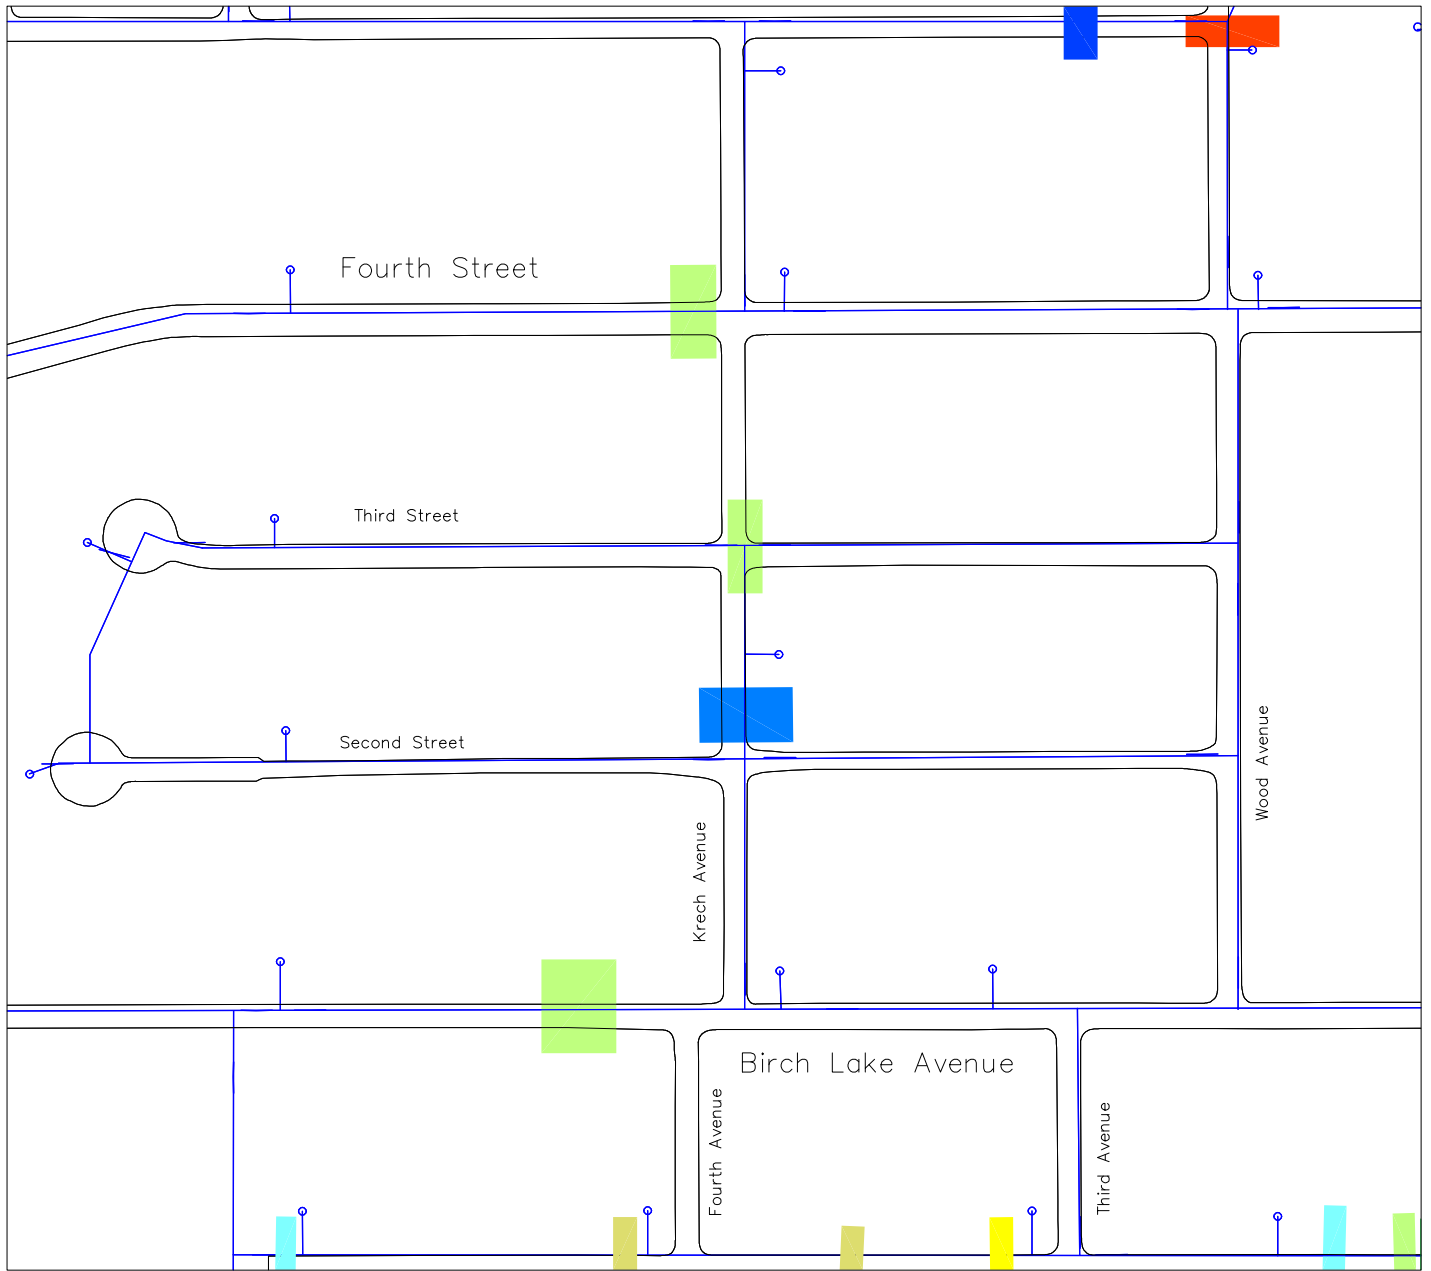 Fourth Street
Third Street
Second Street
Wood Avenue
Krech Avenue
Birch Lake Avenue
Fourth Avenue
Third Avenue